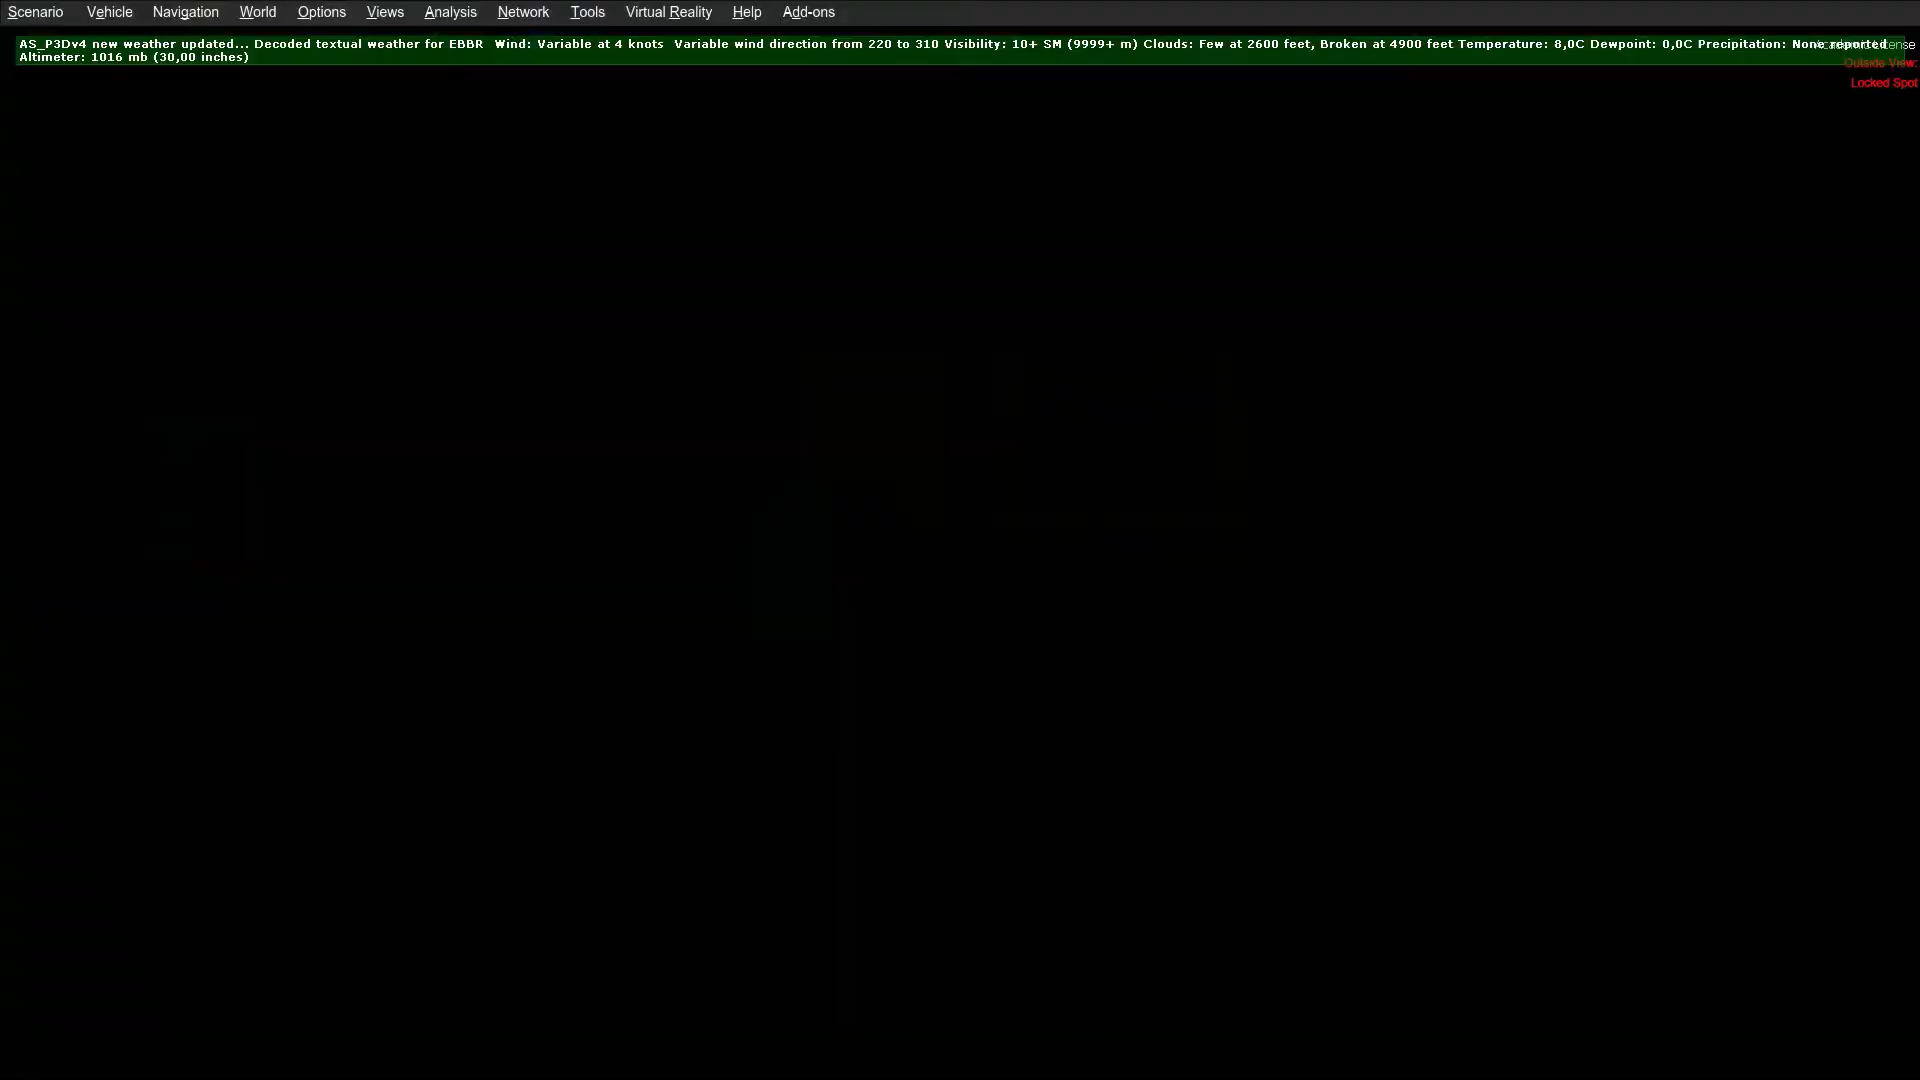 Scenario Vehicle Navigation World Options Views Analysis Network Tools Virtual Reality Help Add-ons
AS_P3Dv4 new weather updated... Decoded textual weather for EBBR Wind: Variable at 4 knots Variable wind direction from 220 to 310 Visibility: 10+ SM (9999+ m) Clouds: Few at 2600 feet, Broken at 4900 feet Temperature: 8,0C Dewpoint: 0,0C Precipitation: None reported
Academic License
Altimeter: 1016 mb (30,00 inches)
Outside View:
Locked Spot